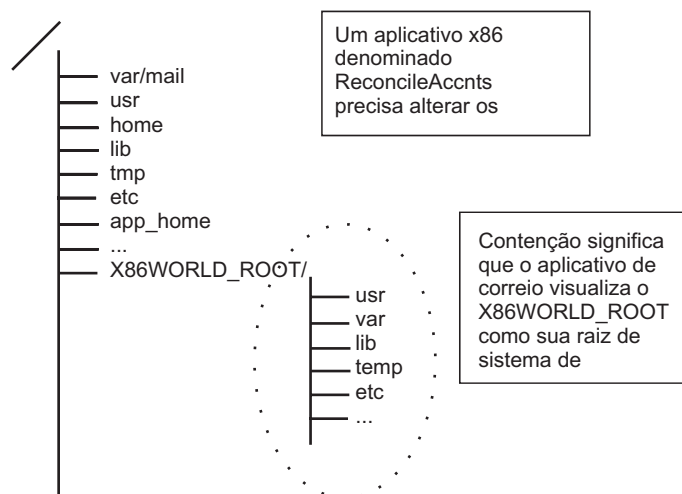 Um aplicativo x86
denominado
ReconcileAccnts
precisa alterar os
var/mail
usr
home
lib
tmp
etc
app_home
...
X86WORLD_ROOT/
usr
var
lib
temp
etc
...
Contenção significa
que o aplicativo de
correio visualiza o
X86WORLD_ROOT
como sua raiz de
sistema de